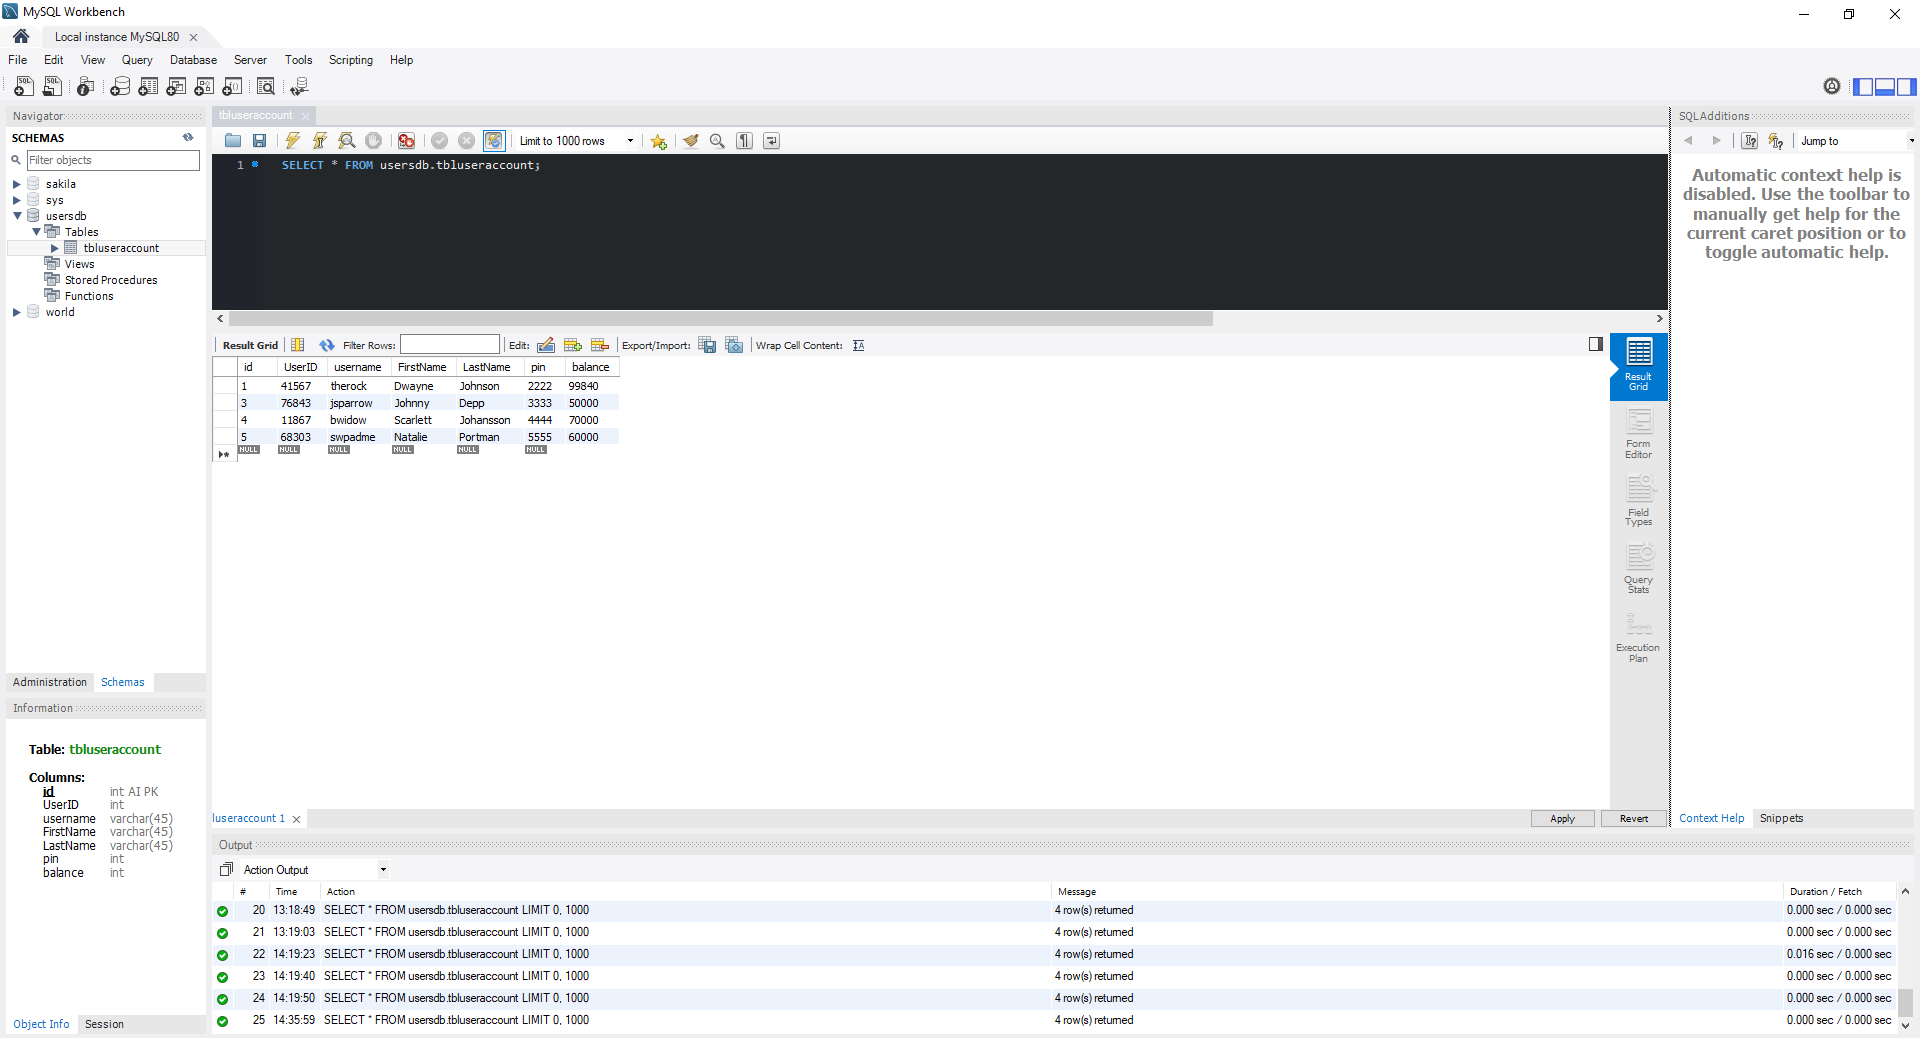 MySQL Workbench
Local instance MySQL80
File Edit View Query Database Server Tools Scripting Help
Navigator
SCHEMAS
Filter objects
sakila
sys
usersdb
Tables
tbluseraccount
Views
Stored Procedures
Functions
world
Administration Schemas
Information
Table: tbluseraccount
Columns:
id int AI PK
UserID int
username varchar(45)
FirstName varchar(45)
LastName varchar(45)
pin int
balance int
Object Info Session
tbluseraccount
Limit to 1000 rows
1 SELECT * FROM usersdb.tbluseraccount;
Result Grid Filter Rows: Edit: Export/Import: Wrap Cell Content:
id UserID username FirstName LastName pin balance
1 41567 therock Dwayne Johnson 2222 99840
3 76843 jsparrow Johnny Depp 3333 50000
4 11867 bwidow Scarlett Johansson 4444 70000
5 68303 swpadme Natalie Portman 5555 60000
NULL NULL NULL NULL NULL NULL
Result
Grid
Form
Editor
Field
Types
Query
Stats
Execution
Plan
luseraccount 1
Apply Revert
SQLAdditions
Jump to
Automatic context help is
disabled. Use the toolbar to
manually get help for the
current caret position or to
toggle automatic help.
Context Help Snippets
Output
Action Output
# Time Action Message Duration / Fetch
20 13:18:49 SELECT * FROM usersdb.tbluseraccount LIMIT 0, 1000 4 row(s) returned 0.000 sec / 0.000 sec
21 13:19:03 SELECT * FROM usersdb.tbluseraccount LIMIT 0, 1000 4 row(s) returned 0.000 sec / 0.000 sec
22 14:19:23 SELECT * FROM usersdb.tbluseraccount LIMIT 0, 1000 4 row(s) returned 0.016 sec / 0.000 sec
23 14:19:40 SELECT * FROM usersdb.tbluseraccount LIMIT 0, 1000 4 row(s) returned 0.000 sec / 0.000 sec
24 14:19:50 SELECT * FROM usersdb.tbluseraccount LIMIT 0, 1000 4 row(s) returned 0.000 sec / 0.000 sec
25 14:35:59 SELECT * FROM usersdb.tbluseraccount LIMIT 0, 1000 4 row(s) returned 0.000 sec / 0.000 sec